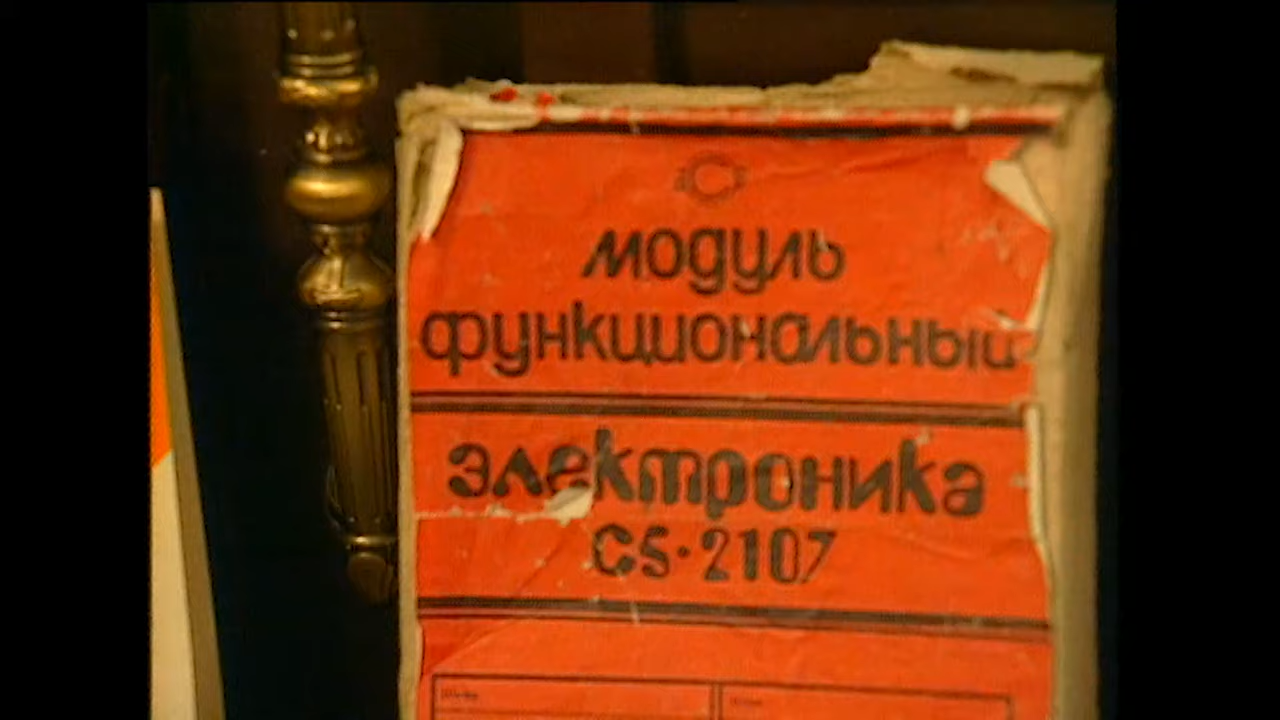 модуль
функциональный
электроника
С5·2107